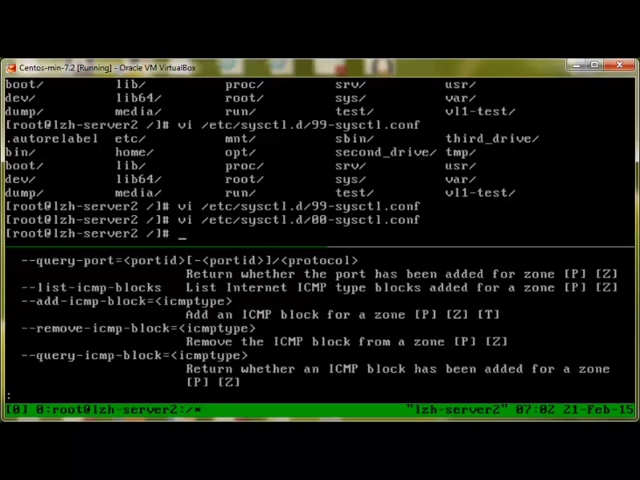 Centos-min-7.2 [Running] - Oracle VM VirtualBox
boot/ lib/ proc/ srv/ usr/
dev/ lib64/ root/ sys/ var/
dump/ media/ run/ test/ vl1-test/
[root@lzh-server2 /]# vi /etc/sysctl.d/99-sysctl.conf
.autorelabel etc/ mnt/ sbin/ third_drive/
bin/ home/ opt/ second_drive/ tmp/
boot/ lib/ proc/ srv/ usr/
dev/ lib64/ root/ sys/ var/
dump/ media/ run/ test/ vl1-test/
[root@lzh-server2 /]# vi /etc/sysctl.d/99-sysctl.conf
[root@lzh-server2 /]# vi /etc/sysctl.d/00-sysctl.conf
[root@lzh-server2 /]# _
--query-port=<portid>[-<portid>]/<protocol>
Return whether the port has been added for zone [P] [Z]
--list-icmp-blocks List Internet ICMP type blocks added for a zone [P] [Z]
--add-icmp-block=<icmptype>
Add an ICMP block for a zone [P] [Z] [T]
--remove-icmp-block=<icmptype>
Remove the ICMP block from a zone [P] [Z]
--query-icmp-block=<icmptype>
Return whether an ICMP block has been added for a zone
[P] [Z]
:
[0] 0:root@lzh-server2:/* "lzh-server2" 07:02 21-Feb-15